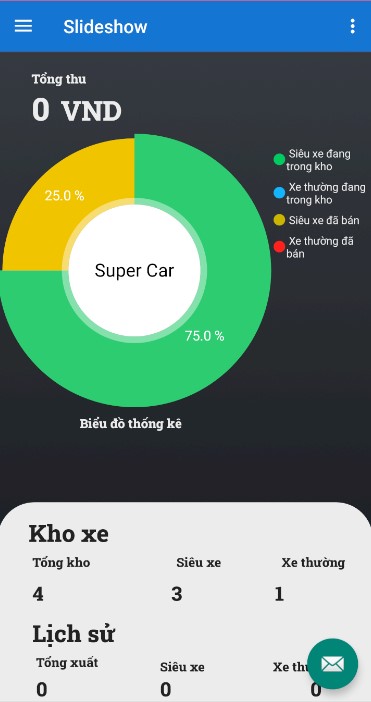 Slideshow
Tổng thu
0 VND
Siêu xe đang
trong kho
Xe thường đang
trong kho
Siêu xe đã bán
Xe thường đã
bán
25.0 %
Super Car
75.0 %
Biểu đồ thống kê
Kho xe
Tổng kho Siêu xe Xe thường
4 3 1
Lịch sử
Tổng xuất Siêu xe Xe
0 0 0